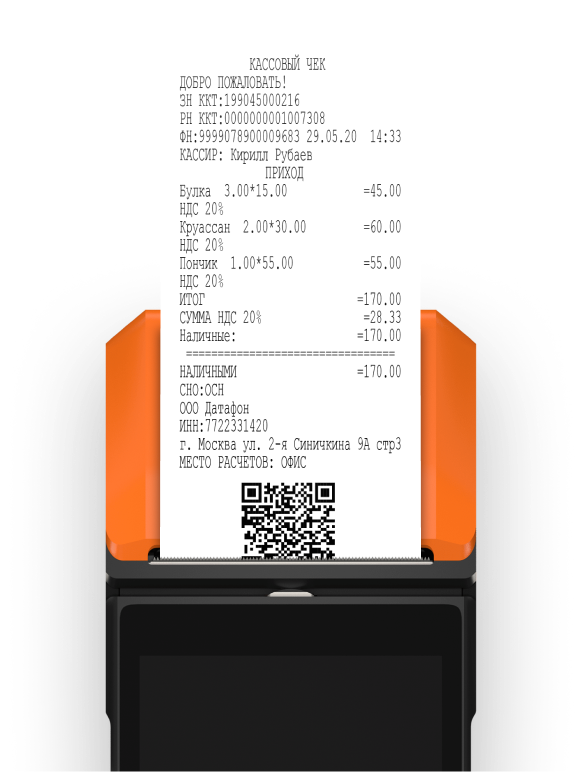 КАССОВЫЙ ЧЕК
ДОБРО ПОЖАЛОВАТЬ!
ЗН ККТ:199045000216
РН ККТ:0000000001007308
ФН:9999078900009683 29.05.20 14:33
КАССИР: Кирилл Рубаев
ПРИХОД
Булка 3.00*15.00 =45.00
НДС 20%
Круассан 2.00*30.00 =60.00
НДС 20%
Пончик 1.00*55.00 =55.00
НДС 20%
ИТОГ =170.00
СУММА НДС 20% =28.33
Наличные: =170.00
=================================
НАЛИЧНЫМИ =170.00
СНО:ОСН
ООО Датафон
ИНН:7722331420
г. Москва ул. 2-я Синичкина 9А стр3
МЕСТО РАСЧЕТОВ: ОФИС